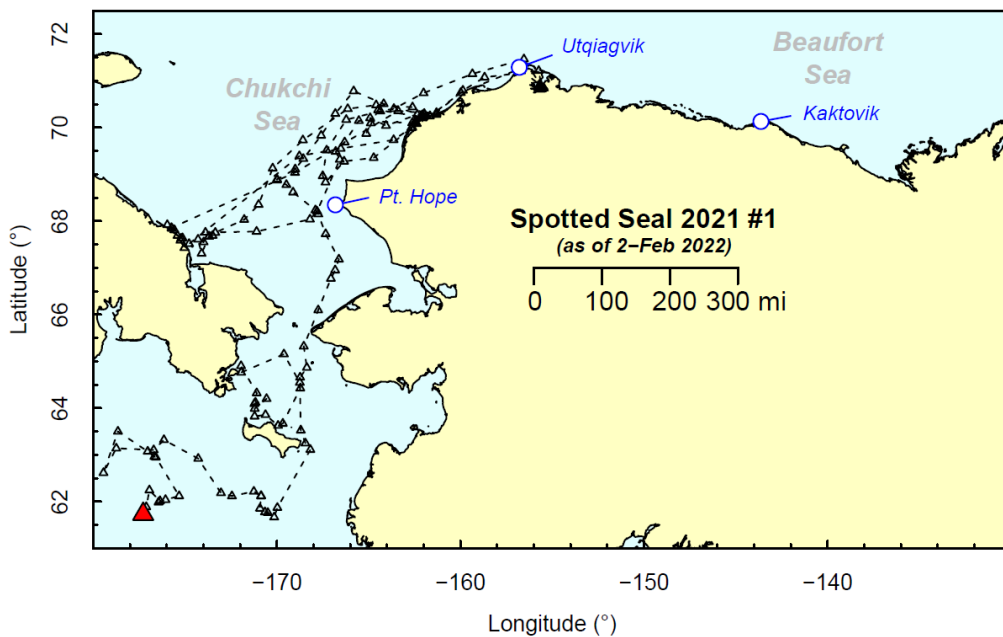 72
70
68
66
64
62
Latitude (°)
Chukchi
Sea
Utqiagvik
Beaufort
Sea
Kaktovik
Pt. Hope
Spotted Seal 2021 #1
(as of 2−Feb 2022)
0 100 200 300 mi
−170 −160 −150 −140
Longitude (°)